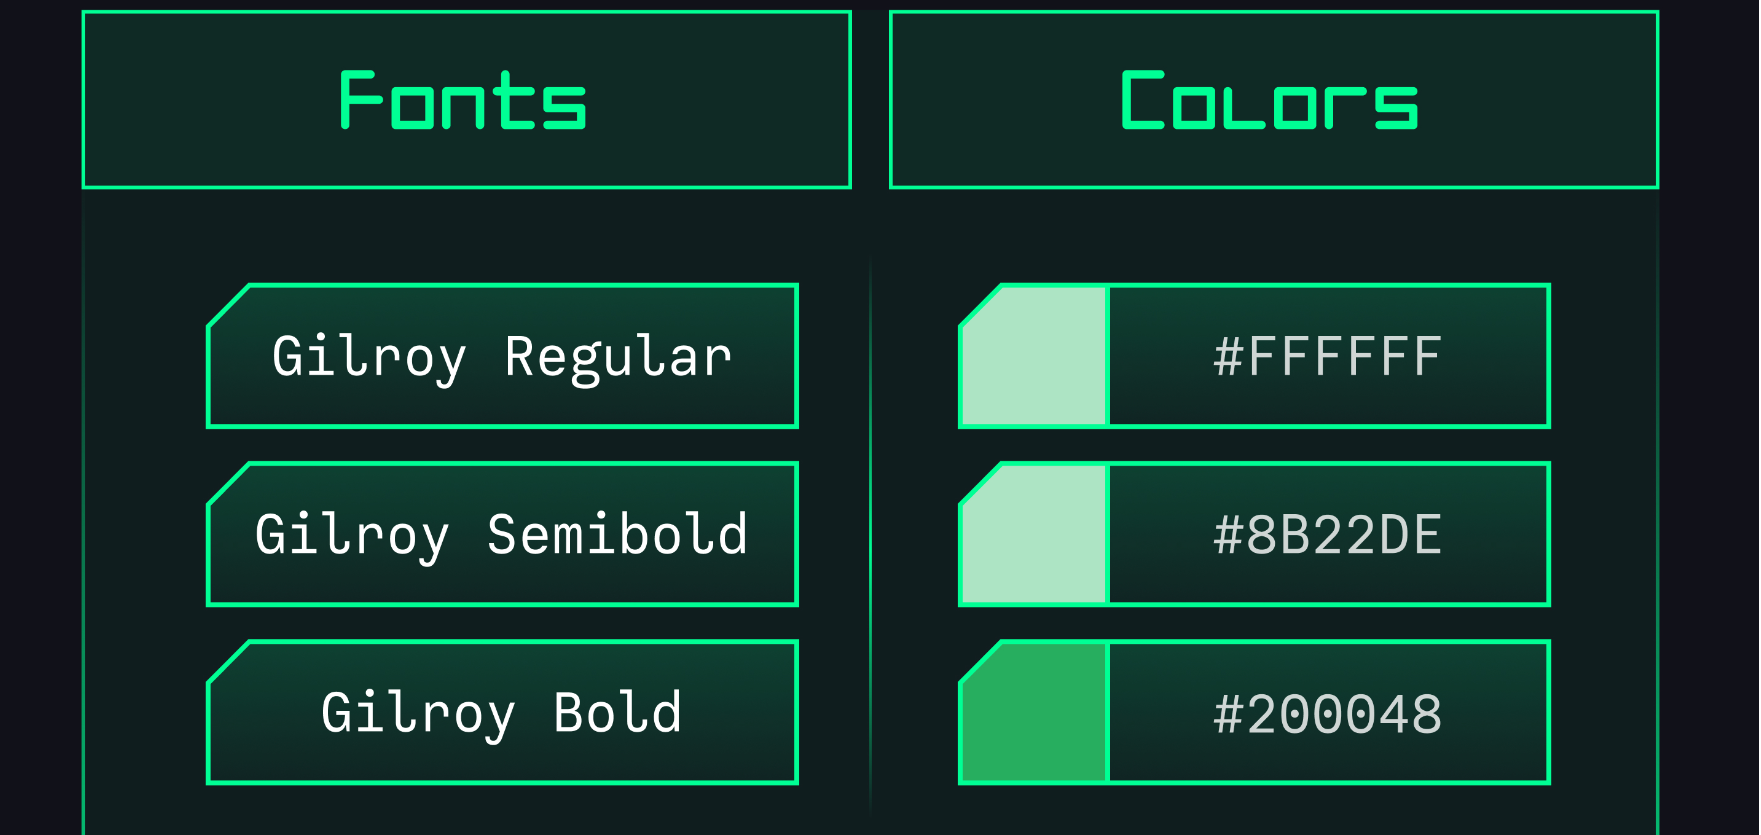 Fonts
Colors
Gilroy Regular
#FFFFFF
Gilroy Semibold
#8B22DE
Gilroy Bold
#200048